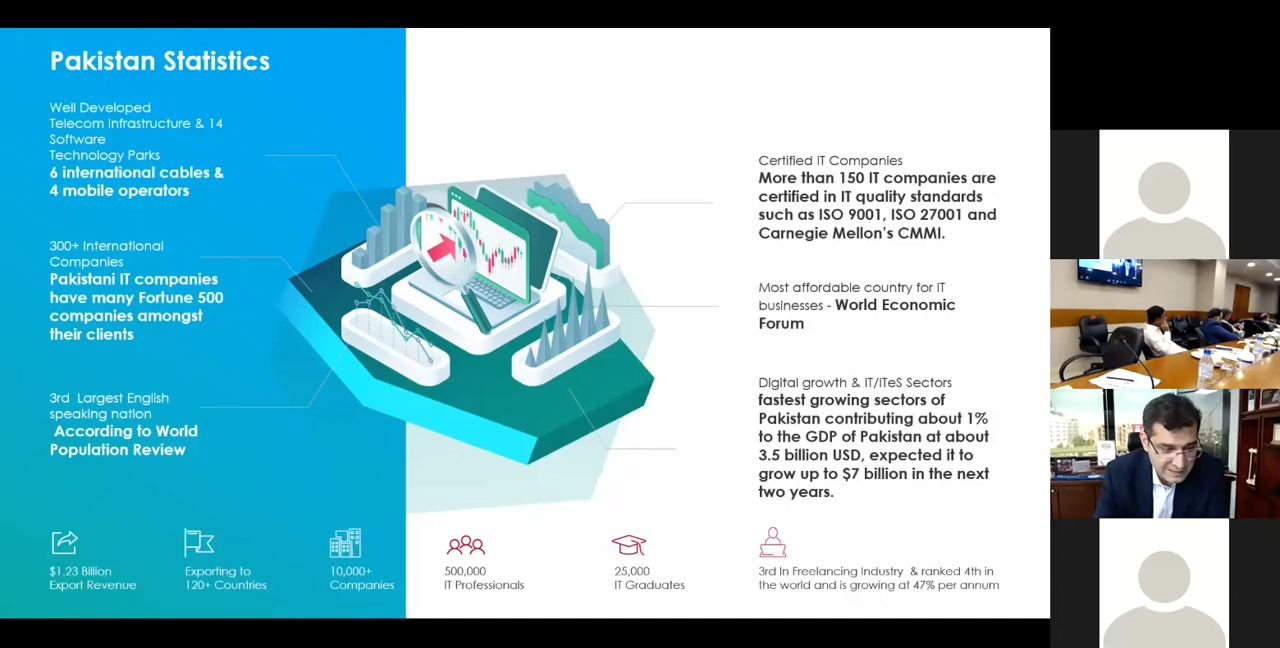 Pakistan Statistics
Well Developed
Telecom Infrastructure & 14
Software
Technology Parks
6 international cables &
4 mobile operators
300+ International
Companies
Pakistani IT companies
have many Fortune 500
companies amongst
their clients
3rd Largest English
speaking nation
According to World
Population Review
Certified IT Companies
More than 150 IT companies are
certified in IT quality standards
such as ISO 9001, ISO 27001 and
Carnegie Mellon's CMMI.
Most affordable country for IT
businesses - World Economic
Forum
Digital growth & IT/ITeS Sectors
fastest growing sectors of
Pakistan contributing about 1%
to the GDP of Pakistan at about
3.5 billion USD, expected it to
grow up to $7 billion in the next
two years.
$1.23 Billion
Export Revenue
Exporting to
120+ Countries
10,000+
Companies
500,000
IT Professionals
25,000
IT Graduates
3rd In Freelancing Industry & ranked 4th in
the world and is growing at 47% per annum